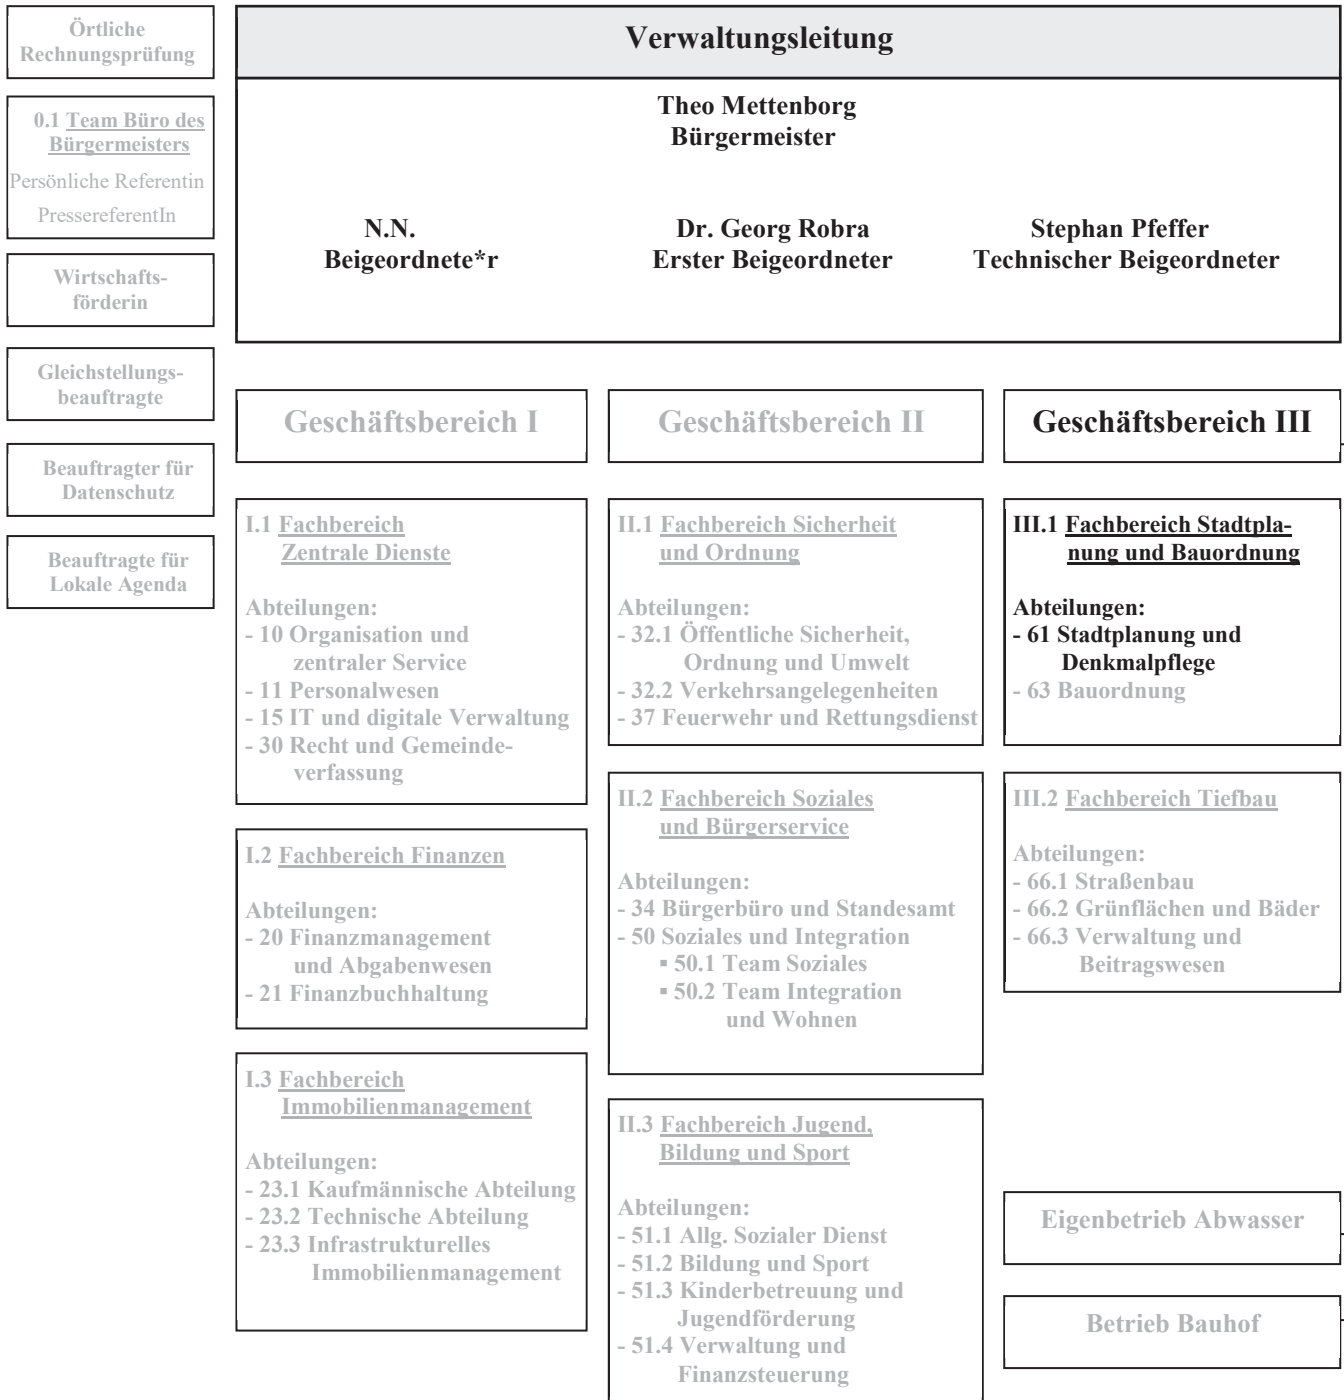 Örtliche
Rechnungsprüfung
0.1 Team Büro des
Bürgermeisters
Persönliche Referentin
PressereferentIn
Wirtschafts-
förderin
Gleichstellungs-
beauftragte
Beauftragter für
Datenschutz
Beauftragte für
Lokale Agenda
Verwaltungsleitung
Theo Mettenborg
Bürgermeister
N.N.
Beigeordnete*r
Dr. Georg Robra
Erster Beigeordneter
Stephan Pfeffer
Technischer Beigeordneter
Geschäftsbereich I
I.1 Fachbereich
Zentrale Dienste
Abteilungen:
- 10 Organisation und
zentraler Service
- 11 Personalwesen
- 15 IT und digitale Verwaltung
- 30 Recht und Gemeinde-
verfassung
I.2 Fachbereich Finanzen
Abteilungen:
- 20 Finanzmanagement
und Abgabenwesen
- 21 Finanzbuchhaltung
I.3 Fachbereich
Immobilienmanagement
Abteilungen:
- 23.1 Kaufmännische Abteilung
- 23.2 Technische Abteilung
- 23.3 Infrastrukturelles
Immobilienmanagement
Geschäftsbereich II
II.1 Fachbereich Sicherheit
und Ordnung
Abteilungen:
- 32.1 Öffentliche Sicherheit,
Ordnung und Umwelt
- 32.2 Verkehrsangelegenheiten
- 37 Feuerwehr und Rettungsdienst
II.2 Fachbereich Soziales
und Bürgerservice
Abteilungen:
- 34 Bürgerbüro und Standesamt
- 50 Soziales und Integration
▪ 50.1 Team Soziales
▪ 50.2 Team Integration
und Wohnen
II.3 Fachbereich Jugend,
Bildung und Sport
Abteilungen:
- 51.1 Allg. Sozialer Dienst
- 51.2 Bildung und Sport
- 51.3 Kinderbetreuung und
Jugendförderung
- 51.4 Verwaltung und
Finanzsteuerung
Geschäftsbereich III
III.1 Fachbereich Stadtpla-
nung und Bauordnung
Abteilungen:
- 61 Stadtplanung und
Denkmalpflege
- 63 Bauordnung
III.2 Fachbereich Tiefbau
Abteilungen:
- 66.1 Straßenbau
- 66.2 Grünflächen und Bäder
- 66.3 Verwaltung und
Beitragswesen
Eigenbetrieb Abwasser
Betrieb Bauhof